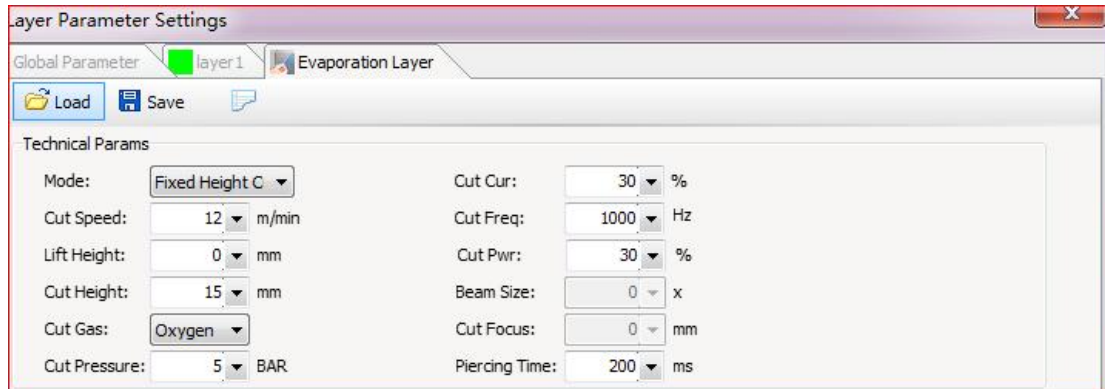 Layer Parameter Settings
Global Parameter layer1 Evaporation Layer
Load Save
Technical Params
Mode: Fixed Height C Cut Cur: 30 %
Cut Speed: 12 m/min Cut Freq: 1000 Hz
Lift Height: 0 mm Cut Pwr: 30 %
Cut Height: 15 mm Beam Size: 0 x
Cut Gas: Oxygen Cut Focus: 0 mm
Cut Pressure: 5 BAR Piercing Time: 200 ms